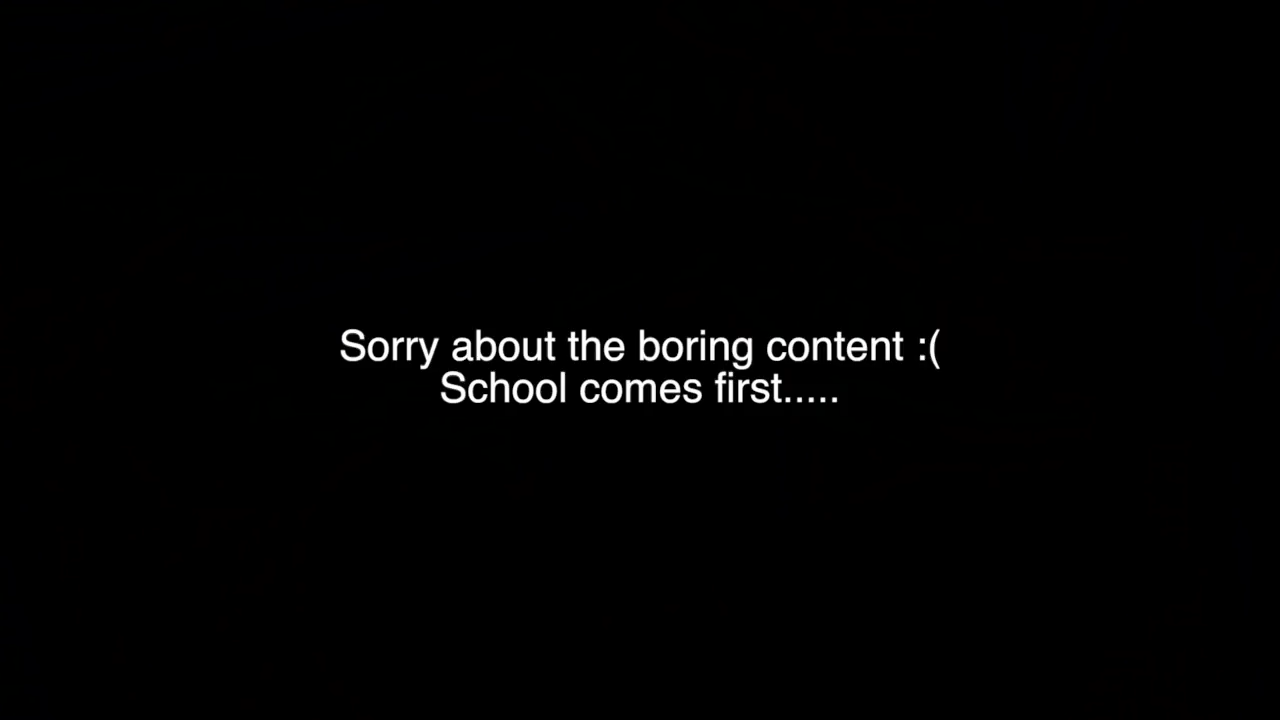 Sorry about the boring content :(
School comes first.....